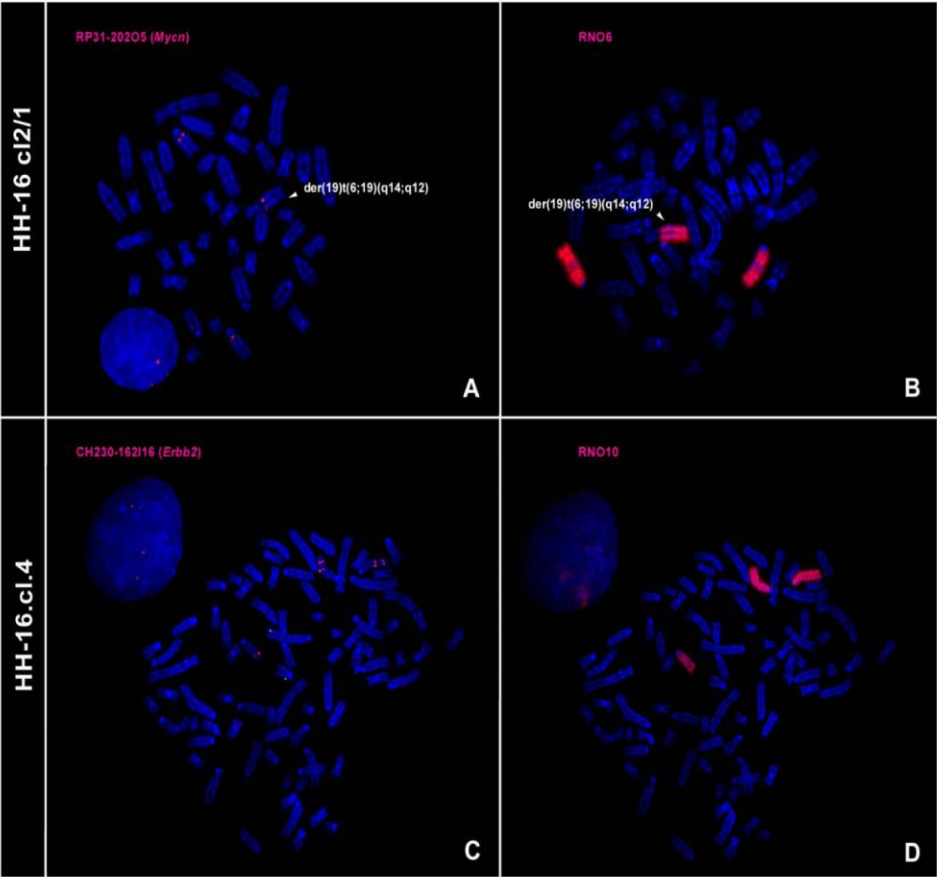 HH-16 cl2/1
RP31-202O5 (Mycn)
der(19)t(6;19)(q14;q12)
A
RNO6
der(19)t(6;19)(q14;q12)
B
HH-16.cl.4
CH230-162I16 (Erbb2)
C
RNO10
D